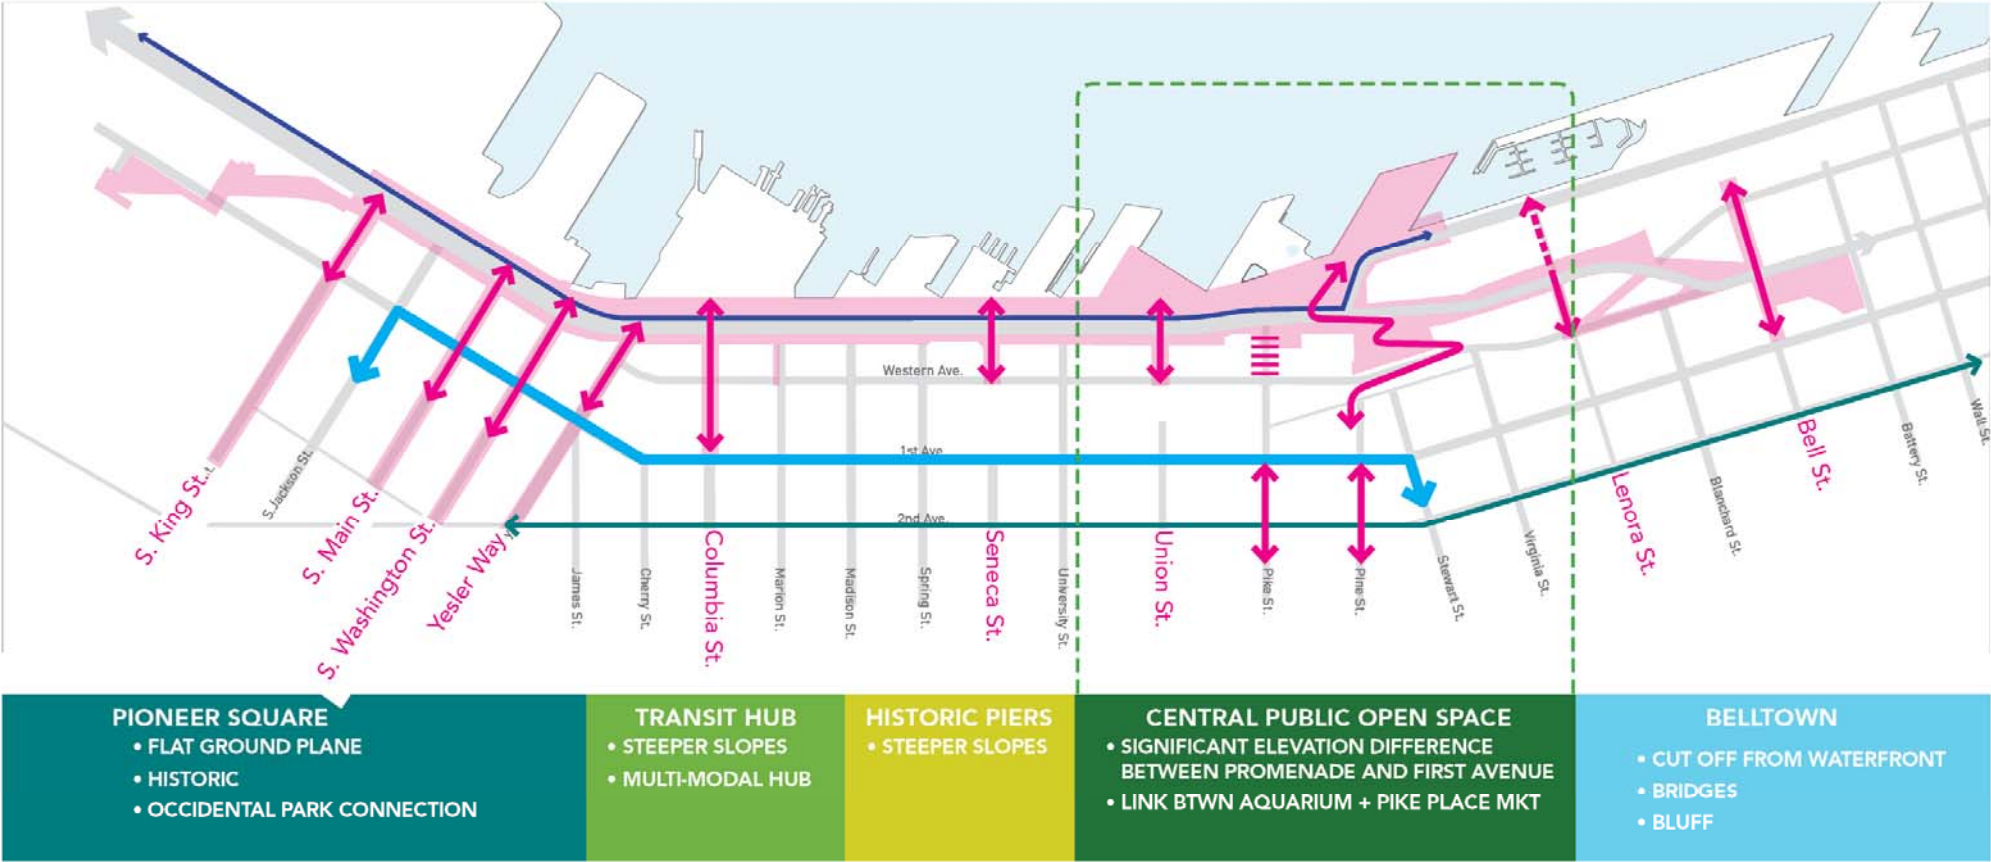 Western Ave.
1st Ave
2nd Ave.
S. King St.
S.Jackson St.
S. Main St.
S. Washington St.
Yesler Way
James St.
Cherry St.
Columbia St.
Marion St.
Madison St.
Spring St.
Seneca St.
University St.
Union St.
Pike St.
Pine St.
Stewart St.
Virginia St.
Lenora St.
Blanchard St.
Bell St.
Battery St.
Wall St.
PIONEER SQUARE
• FLAT GROUND PLANE
• HISTORIC
• OCCIDENTAL PARK CONNECTION
TRANSIT HUB
• STEEPER SLOPES
• MULTI-MODAL HUB
HISTORIC PIERS
• STEEPER SLOPES
CENTRAL PUBLIC OPEN SPACE
• SIGNIFICANT ELEVATION DIFFERENCE
BETWEEN PROMENADE AND FIRST AVENUE
• LINK BTWN AQUARIUM + PIKE PLACE MKT
BELLTOWN
• CUT OFF FROM WATERFRONT
• BRIDGES
• BLUFF